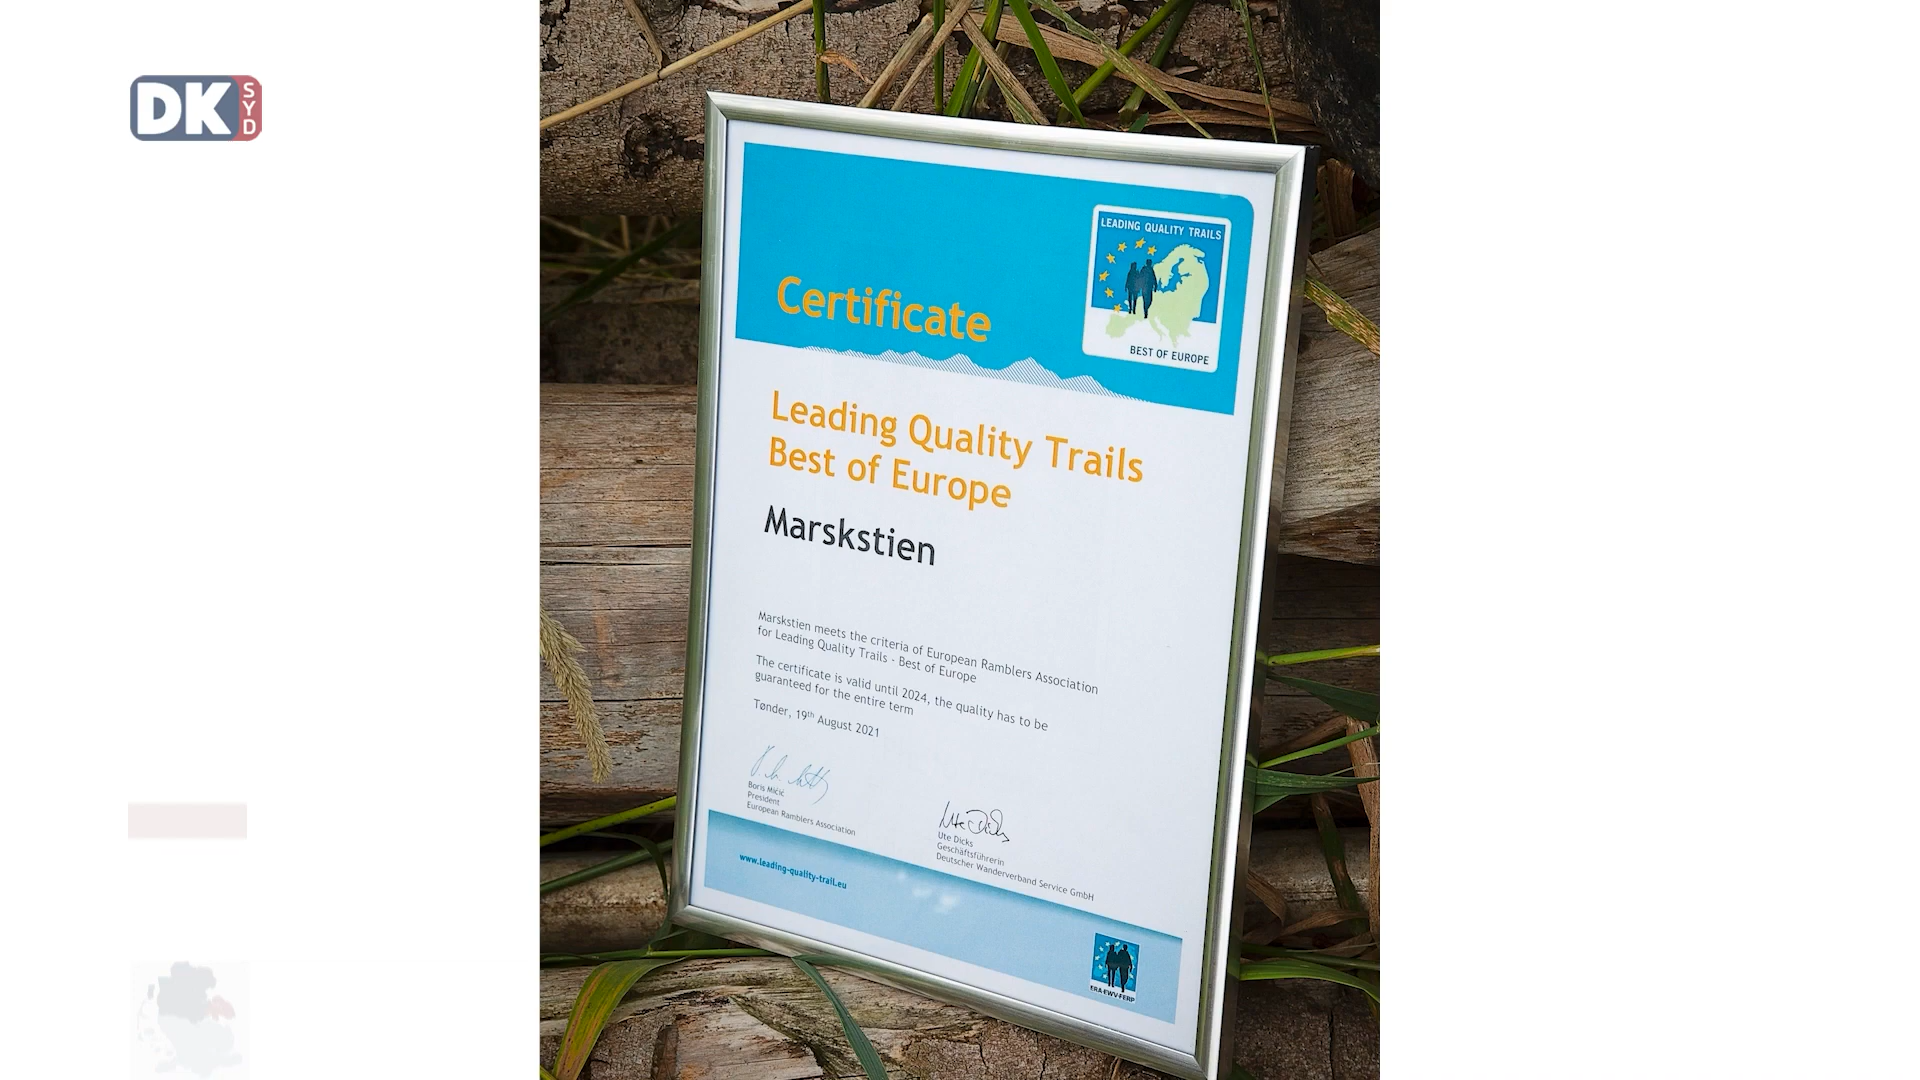 DK
SYD
LEADING QUALITY TRAILS
BEST OF EUROPE
Certificate
Leading Quality Trails
Best of Europe
Marskstien
Marskstien meets the criteria of European Ramblers Association
for Leading Quality Trails - Best of Europe
The certificate is valid until 2024, the quality has to be
guaranteed for the entire term
Tønder, 19th August 2021
Boris Mićić
President
European Ramblers Association
Ute Dicks
Geschäftsführerin
Deutscher Wanderverband Service GmbH
www.leading-quality-trail.eu
ERA-EWV-FERP